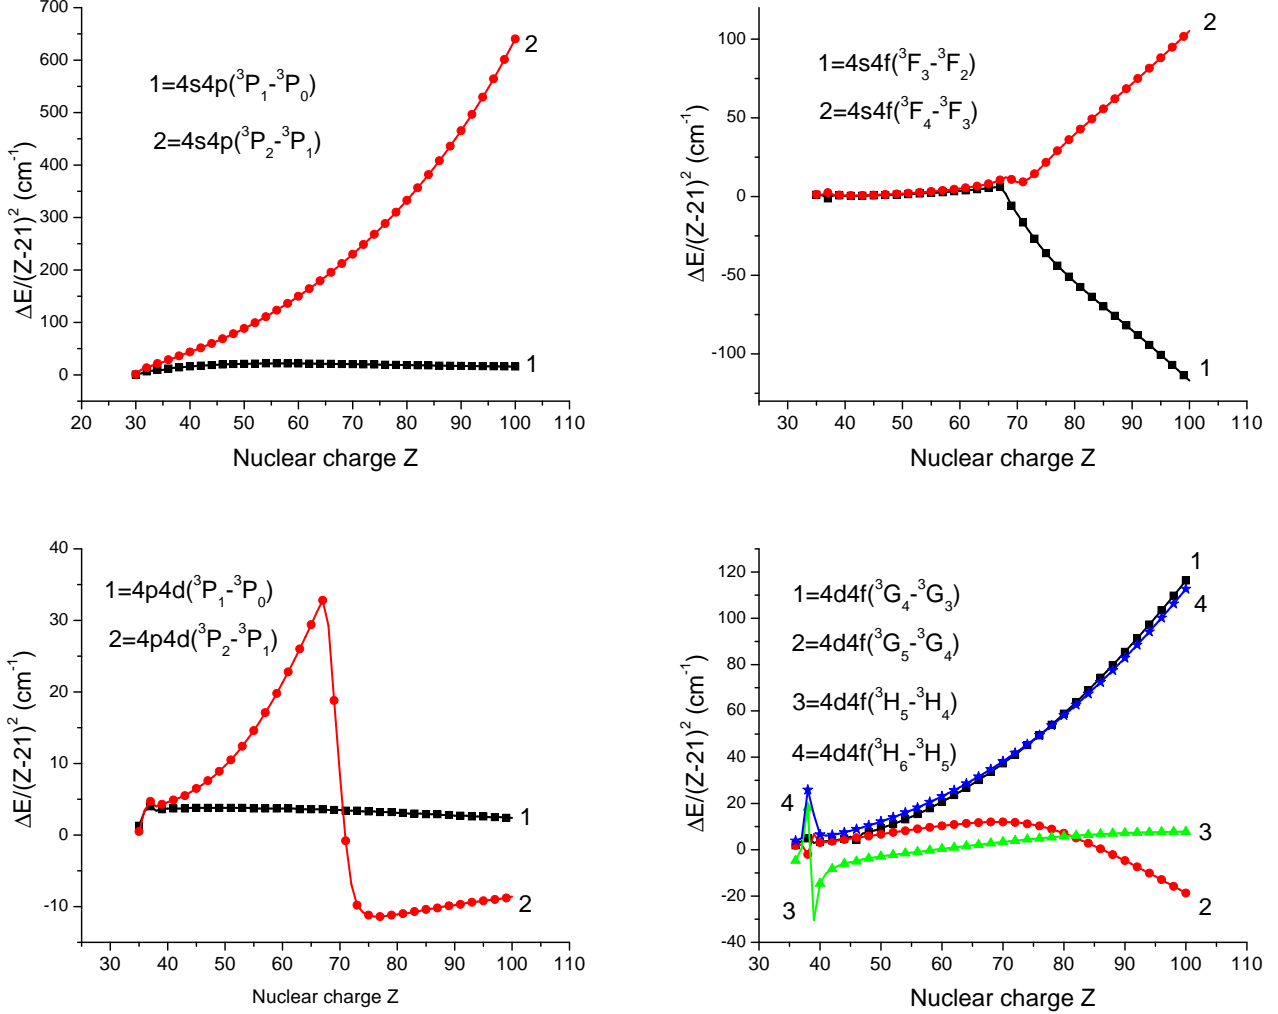 700
600
500
400
300
200
100
0
20 30 40 50 60 70 80 90 100 110
Nuclear charge Z
ΔE/(Z-21)² (cm⁻¹)
1=4s4p(³P₁-³P₀)
2=4s4p(³P₂-³P₁)
2
1
100
50
0
-50
-100
30 40 50 60 70 80 90 100 110
Nuclear charge Z
ΔE/(Z-21)² (cm⁻¹)
1=4s4f(³F₃-³F₂)
2=4s4f(³F₄-³F₃)
2
1
40
30
20
10
0
-10
30 40 50 60 70 80 90 100 110
Nuclear charge Z
ΔE/(Z-21)² (cm⁻¹)
1=4p4d(³P₁-³P₀)
2=4p4d(³P₂-³P₁)
1
2
120
100
80
60
40
20
0
-20
-40
30 40 50 60 70 80 90 100 110
Nuclear charge Z
ΔE/(Z-21)² (cm⁻¹)
1=4d4f(³G₄-³G₃)
2=4d4f(³G₅-³G₄)
3=4d4f(³H₅-³H₄)
4=4d4f(³H₆-³H₅)
1
4
4
3
3
2